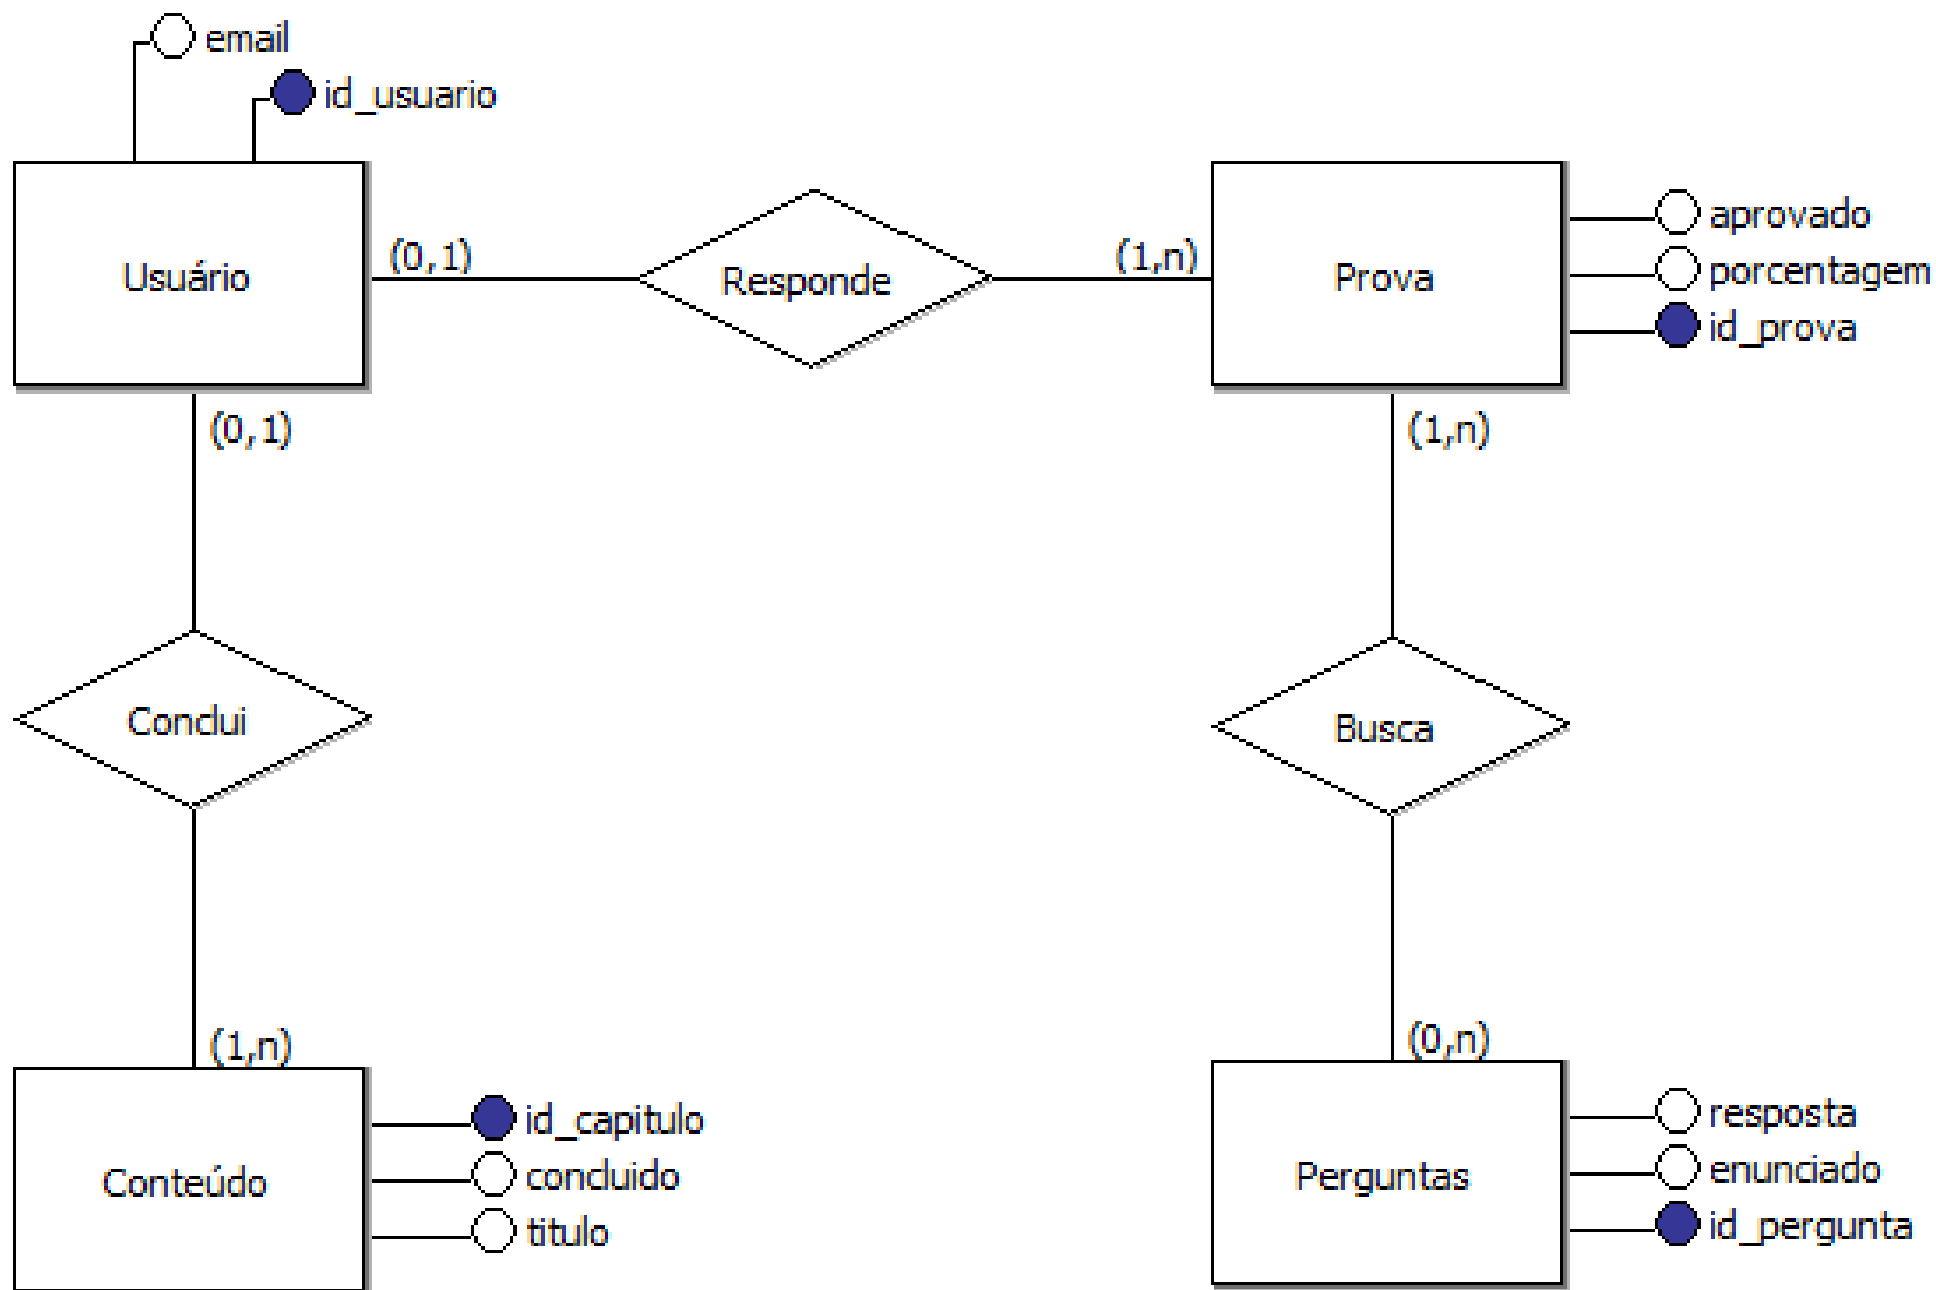 email
id_usuario
Usuário
(0,1)
Responde
(1,n)
Prova
aprovado
porcentagem
id_prova
(0,1)
(1,n)
Conclui
Busca
(1,n)
(0,n)
Conteúdo
id_capitulo
concluido
titulo
Perguntas
resposta
enunciado
id_pergunta